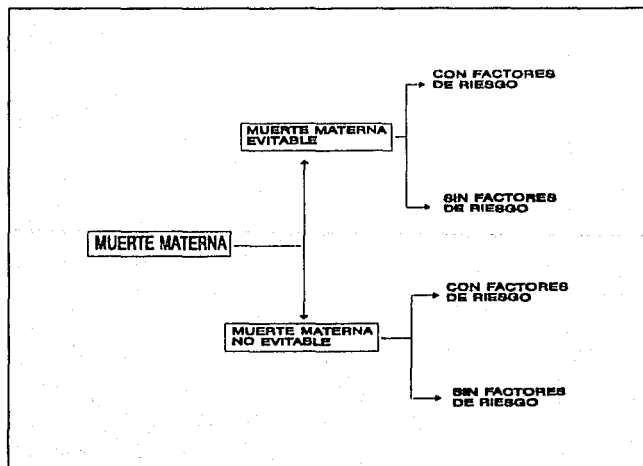 CON FACTORES
DE RIESGO
MUERTE MATERNA
EVITABLE
SIN FACTORES
DE RIESGO
MUERTE MATERNA
CON FACTORES
DE RIESGO
MUERTE MATERNA
NO EVITABLE
SIN FACTORES
DE RIESGO